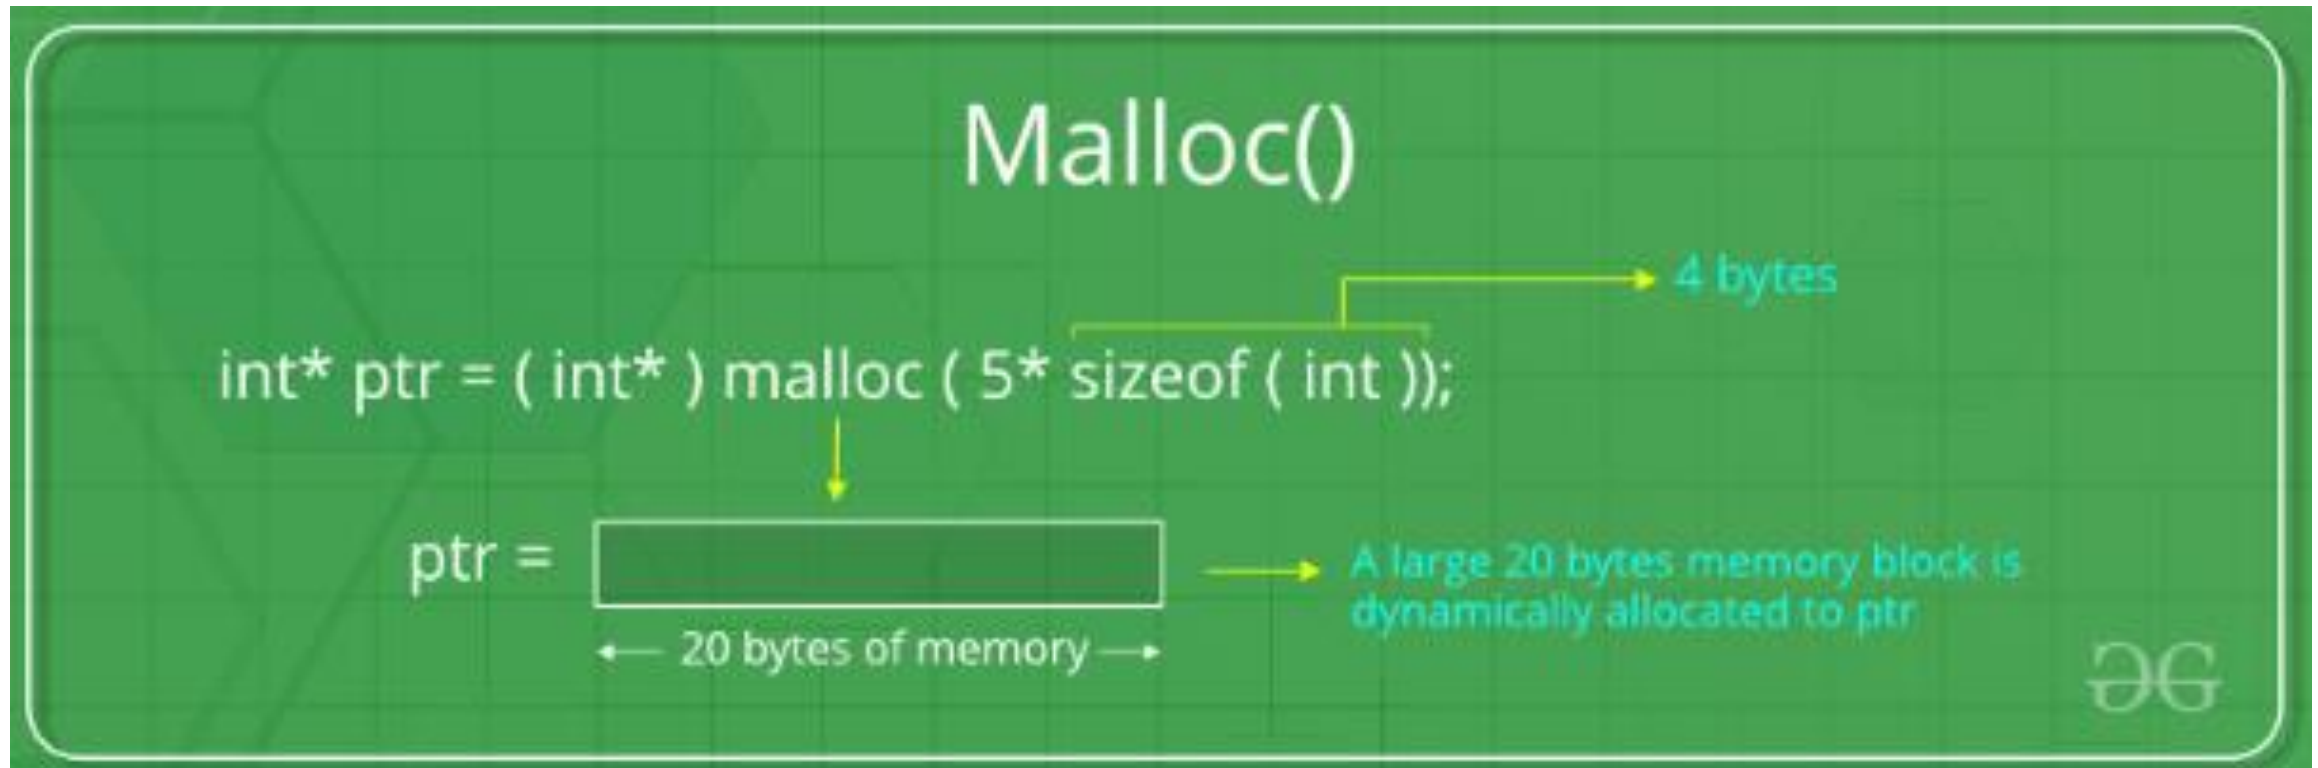 Malloc()
4 bytes
int* ptr = ( int* ) malloc ( 5* sizeof ( int ));
ptr =
A large 20 bytes memory block is
dynamically allocated to ptr
20 bytes of memory